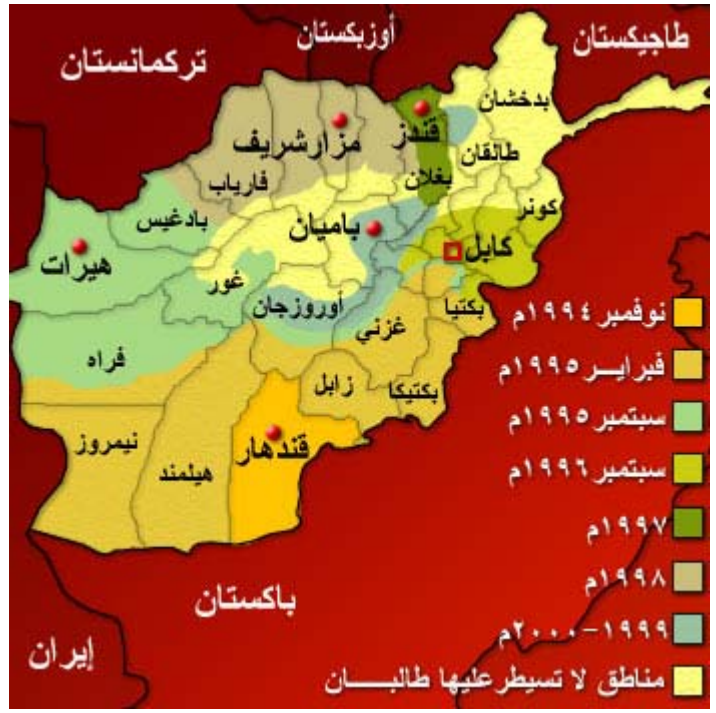 طاجيكستان
أوزبكستان
تركمانستان
بدخشان
قندز
طالقان
مزارشريف
بغلان
فارياب
كونر
بادغيس
باميان
كابل
هيرات
غور
أوروزجان
بكتيا
غزني
فراه
زابل
بكتيكا
نيمروز
هيلمند
قندهار
باكستان
إيران
نوفمبر ١٩٩٤م
فبرايــر ١٩٩٥م
سبتمبر ١٩٩٥م
سبتمبر ١٩٩٦م
١٩٩٧م
١٩٩٨م
١٩٩٩-٢٠٠٠م
مناطق لا تسيطر عليها طالبــــان